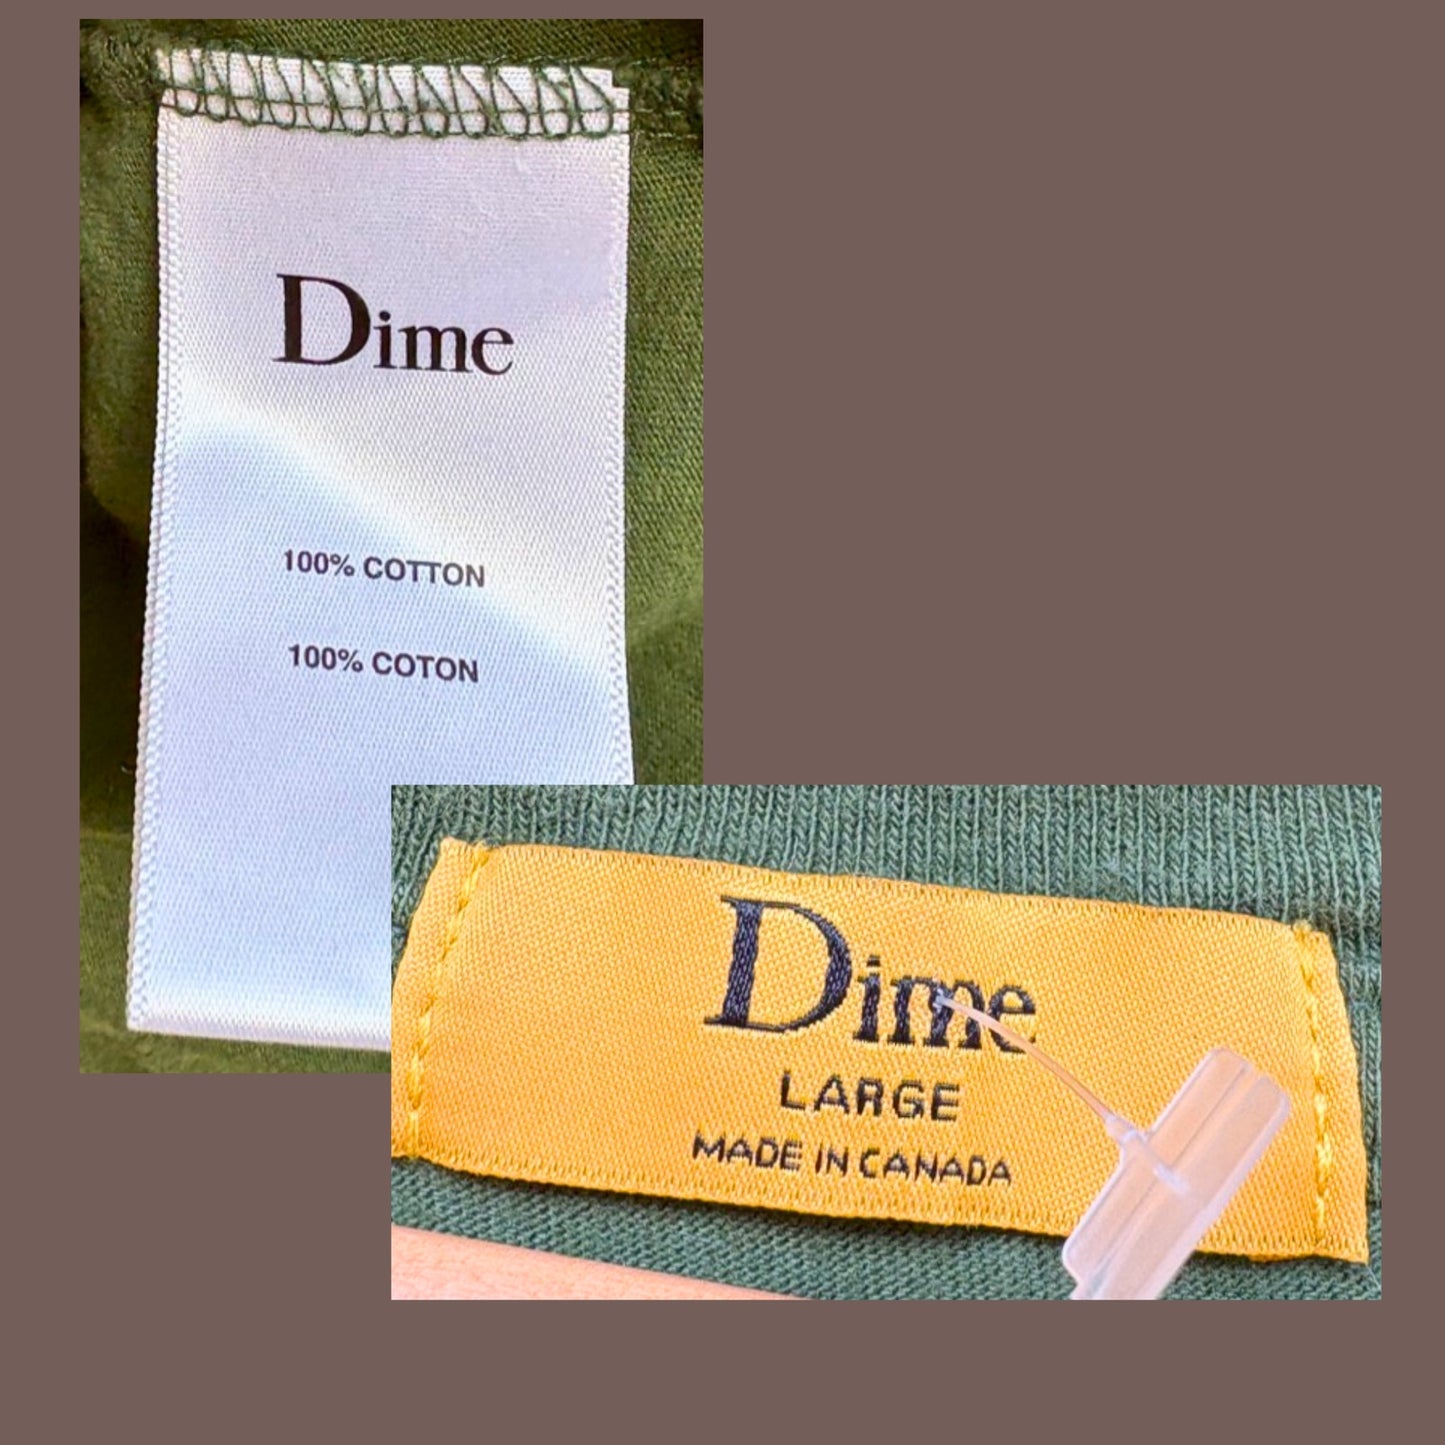 Dime
100% COTTON
100% COTON
Dime
LARGE
MADE IN CANADA